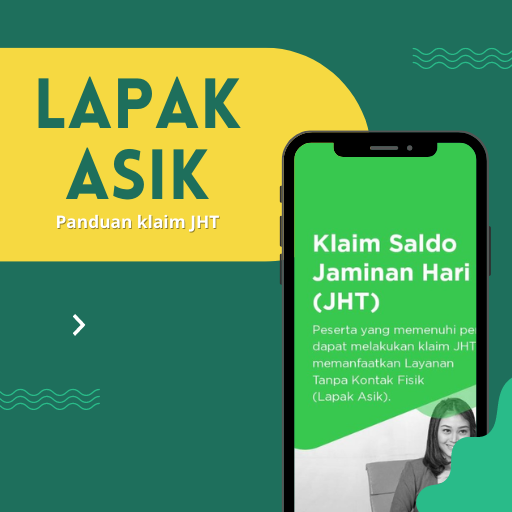 LAPAK
ASIK
Panduan klaim JHT
Klaim Saldo
Jaminan Hari
(JHT)
Peserta yang memenuhi
dapat melakukan klaim JHT
memanfaatkan Layanan
Tanpa Kontak Fisik
(Lapak Asik).